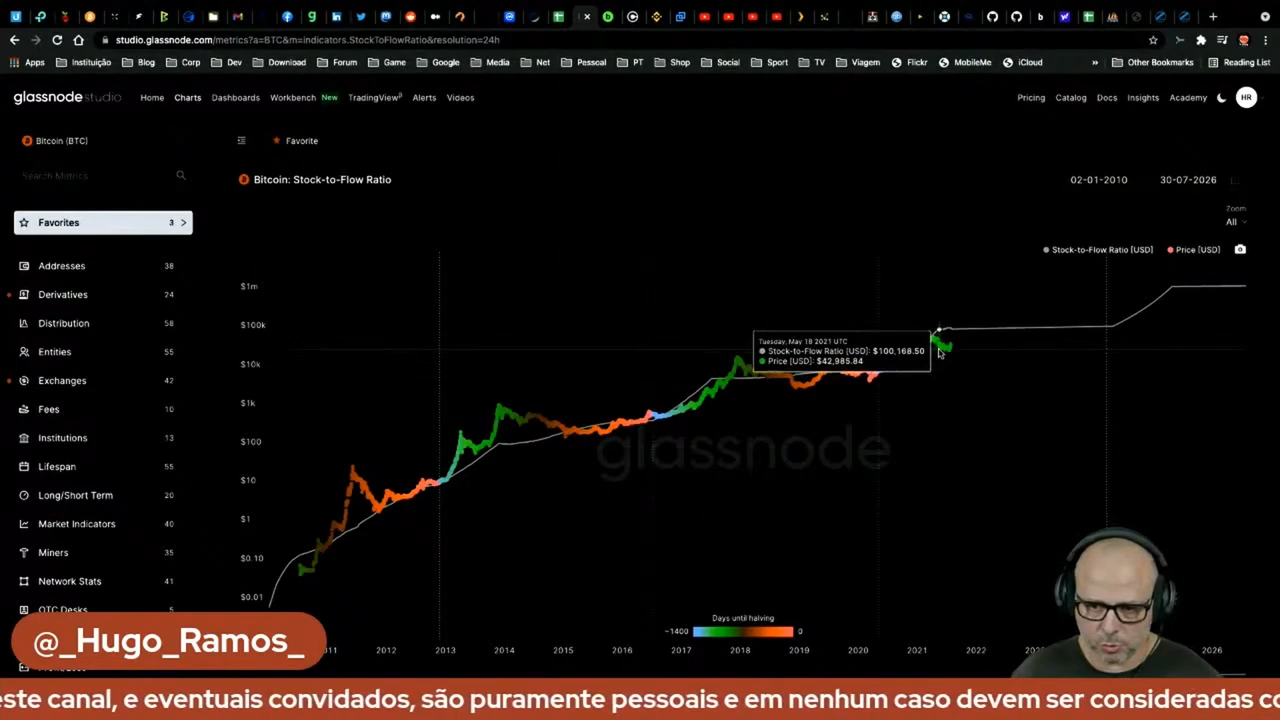 studio.glassnode.com/metrics?a=BTC&m=indicators.StockToFlowRatio&resolution=24h
Apps Instituição Blog Corp Dev Download Forum Game Google Media Net Pessoal PT Shop Social Sport TV Viagem Flickr MobileMe iCloud » Other Bookmarks Reading List
glassnode studio Home Charts Dashboards Workbench New TradingView Alerts Videos Pricing Catalog Docs Insights Academy HR
Bitcoin (BTC) Favorite
Search Metrics
Bitcoin: Stock-to-Flow Ratio 02-01-2010 30-07-2026
Zoom
All
Favorites 3
Stock-to-Flow Ratio [USD] Price [USD]
Addresses 38
Derivatives 24
Distribution 58
Entities 55
Exchanges 42
Fees 10
Institutions 13
Lifespan 55
Long/Short Term 20
Market Indicators 40
Miners 35
Network Stats 41
OTC Desks 5
$1m
$100k
$10k
$1k
$100
$10
$1
$0.10
$0.01
Tuesday, May 18 2021 UTC
Stock-to-Flow Ratio [USD]: $100,168.50
Price [USD]: $42,985.84
glassnode
Days until halving
~1400 0
2012 2013 2014 2015 2016 2017 2018 2019 2020 2021 2022 2026
@_Hugo_Ramos_
este canal, e eventuais convidados, são puramente pessoais e em nenhum caso devem ser consideradas co